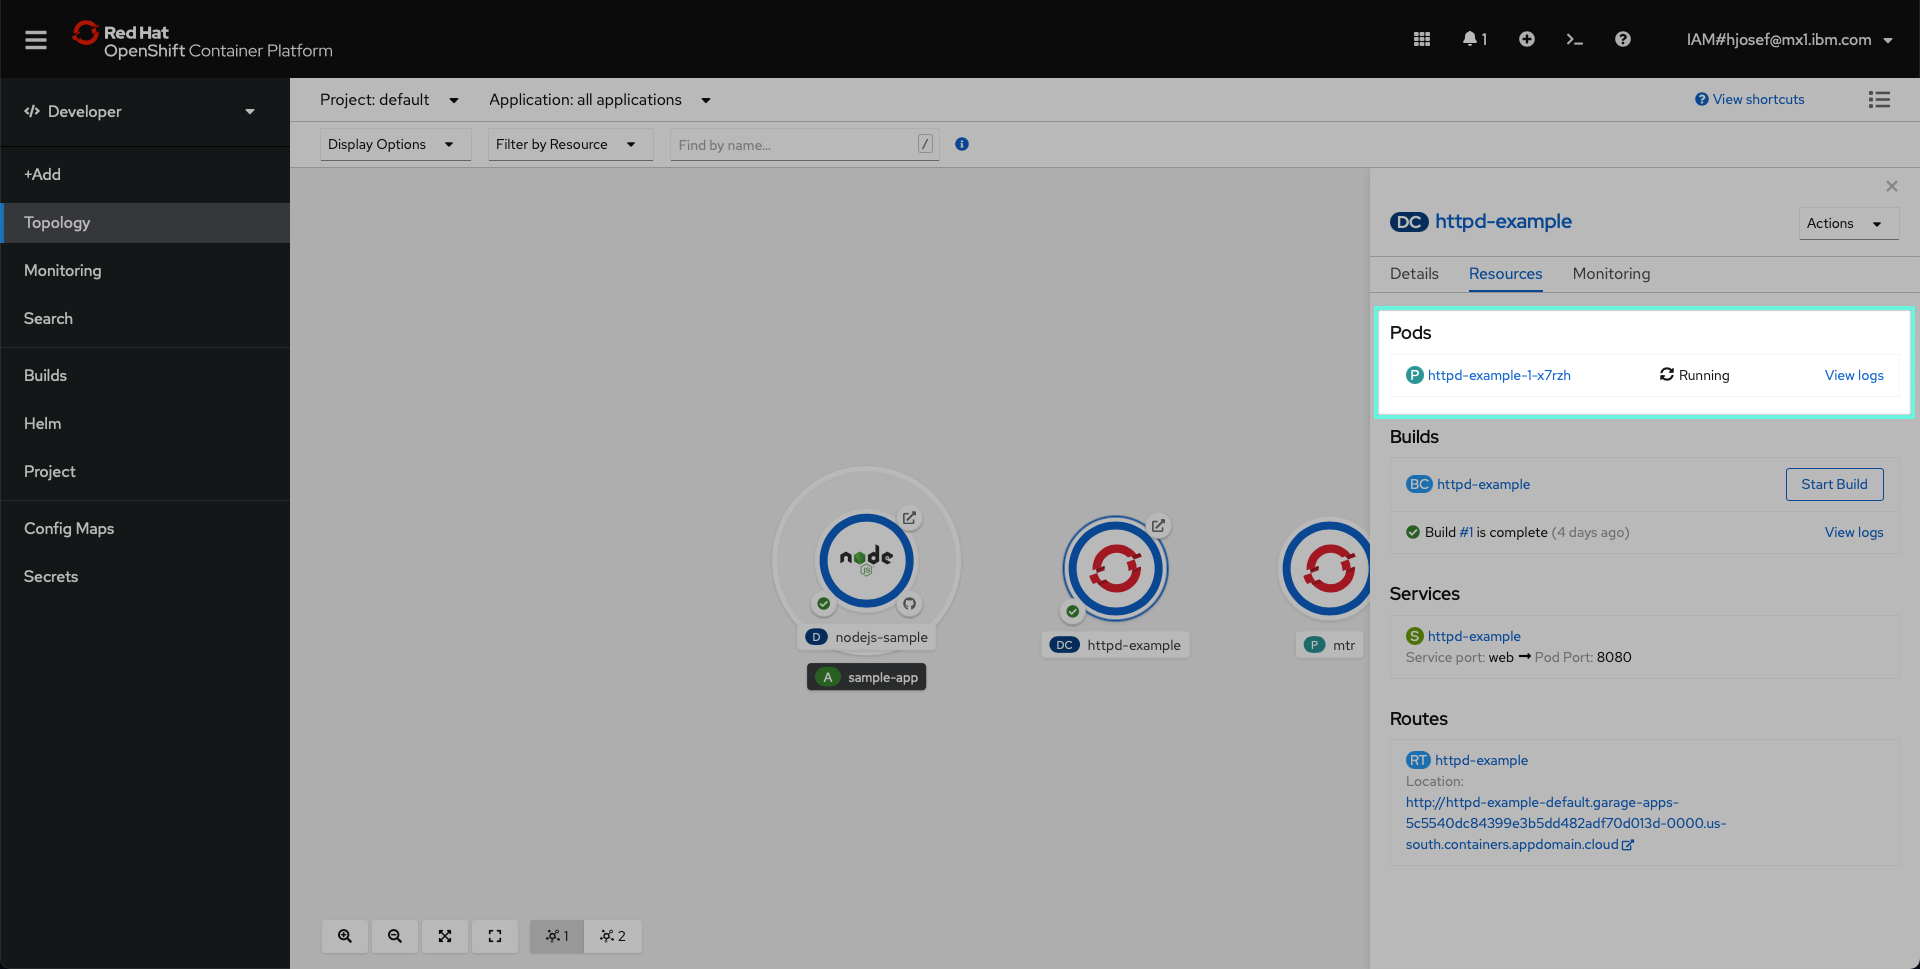 Red Hat
OpenShift Container Platform
1
IAM#hjosef@mx1.ibm.com
Developer
+Add
Topology
Monitoring
Search
Builds
Helm
Project
Config Maps
Secrets
Project: default
Application: all applications
View shortcuts
Display Options
Filter by Resource
Find by name...
/
node
JS
D nodejs-sample
A sample-app
DC httpd-example
P mtr
1
2
DC httpd-example
Actions
Details
Resources
Monitoring
Pods
P httpd-example-1-x7rzh
Running
View logs
Builds
BC httpd-example
Start Build
Build #1 is complete (4 days ago)
View logs
Services
S httpd-example
Service port: web → Pod Port: 8080
Routes
RT httpd-example
Location:
http://httpd-example-default.garage-apps-
5c5540dc84399e3b5dd482adf70d013d-0000.us-
south.containers.appdomain.cloud